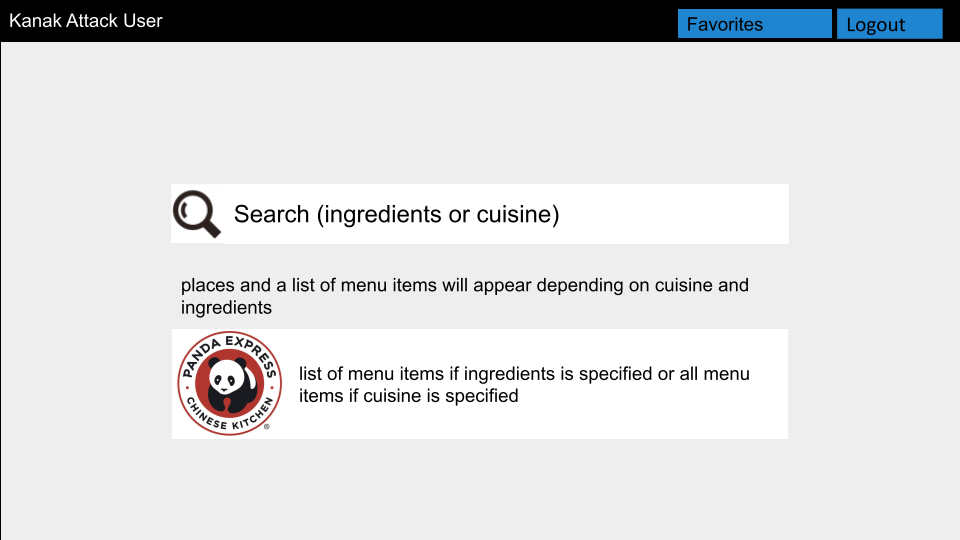 Kanak Attack User
Favorites
Logout
Search (ingredients or cuisine)
places and a list of menu items will appear depending on cuisine and
ingredients
PANDA EXPRESS
CHINESE KITCHEN
®
list of menu items if ingredients is specified or all menu
items if cuisine is specified